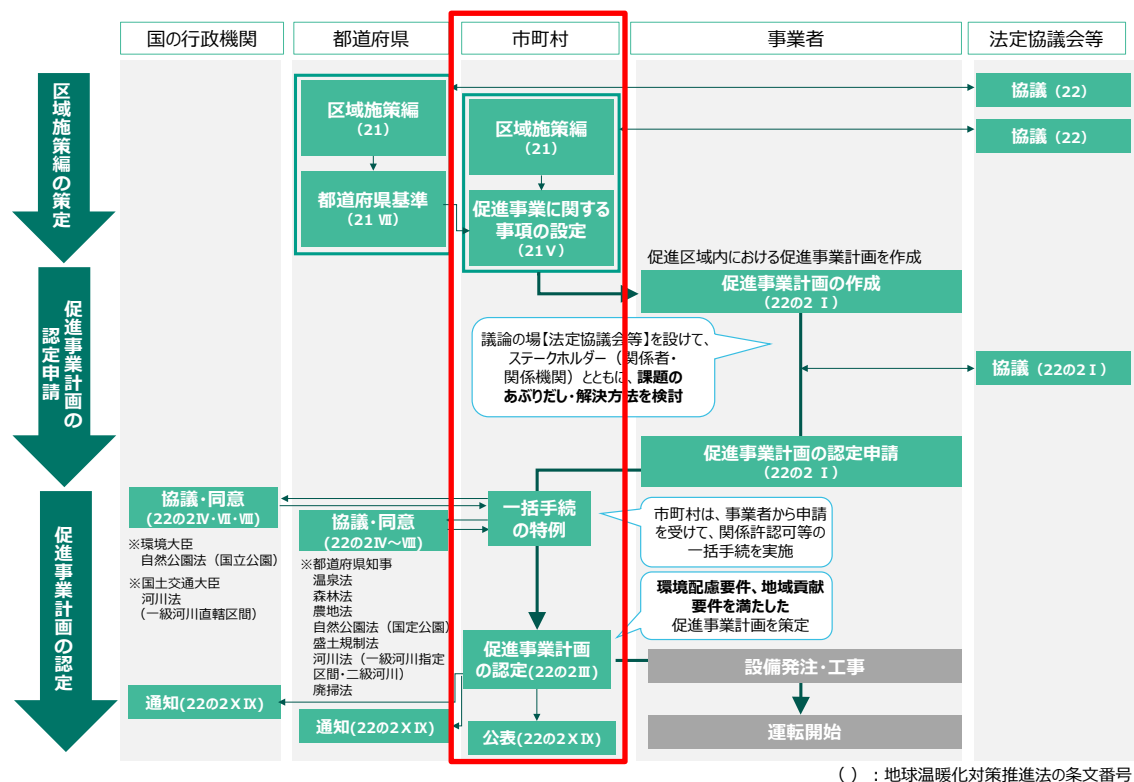 国の行政機関
都道府県
市町村
事業者
法定協議会等
区域施策編の策定
区域施策編
（21）
都道府県基準
（21 Ⅶ）
区域施策編
（21）
促進事業に関する
事項の設定
（21Ⅴ）
協議（22）
協議（22）
促進事業計画の
認定申請
促進区域内における促進事業計画を作成
促進事業計画の作成
（22の2 Ⅰ）
議論の場【法定協議会等】を設けて、
ステークホルダー（関係者・
関係機関）とともに、課題の
あぶりだし・解決方法を検討
協議（22の2Ⅰ）
促進事業計画の認定申請
（22の2 Ⅰ）
促進事業計画の認定
協議・同意
(22の2Ⅳ・Ⅶ・Ⅷ)
※環境大臣
自然公園法（国立公園）
※国土交通大臣
河川法
（一級河川直轄区間）
協議・同意
(22の2Ⅳ～Ⅷ)
※都道府県知事
温泉法
森林法
農地法
自然公園法（国定公園）
盛土規制法
河川法（一級河川指定
区間・二級河川）
廃掃法
一括手続
の特例
市町村は、事業者から申請
を受けて、関係許認可等の
一括手続を実施
環境配慮要件、地域貢献
要件を満たした
促進事業計画を策定
促進事業計画
の認定(22の2Ⅲ)
設備発注・工事
運転開始
通知(22の2ⅩⅨ)
通知(22の2ⅩⅨ)
公表(22の2ⅩⅨ)
（ ）：地球温暖化対策推進法の条文番号